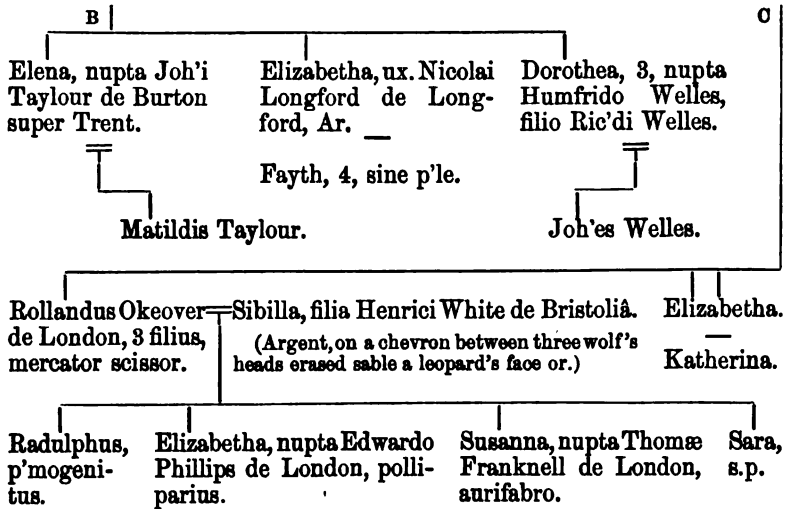 B
C
Elena, nupta Joh'i
Taylour de Burton
super Trent.
Elizabetha, ux. Nicolai
Longford de Long-
ford, Ar.
Fayth, 4, sine p'le.
Dorothea, 3, nupta
Humfrido Welles,
filio Ric'di Welles.
Matildis Taylour.
Joh'es Welles.
Rollandus Okeover
de London, 3 filius,
mercator scissor.
Sibilla, filia Henrici White de Bristoliâ.
(Argent, on a chevron between three wolf's
heads erased sable a leopard's face or.)
Elizabetha.
Katherina.
Radulphus,
p'mogeni-
tus.
Elizabetha, nupta Edwardo
Phillips de London, polli-
parius.
Susanna, nupta Thomæ
Franknell de London,
aurifabro.
Sara,
s.p.